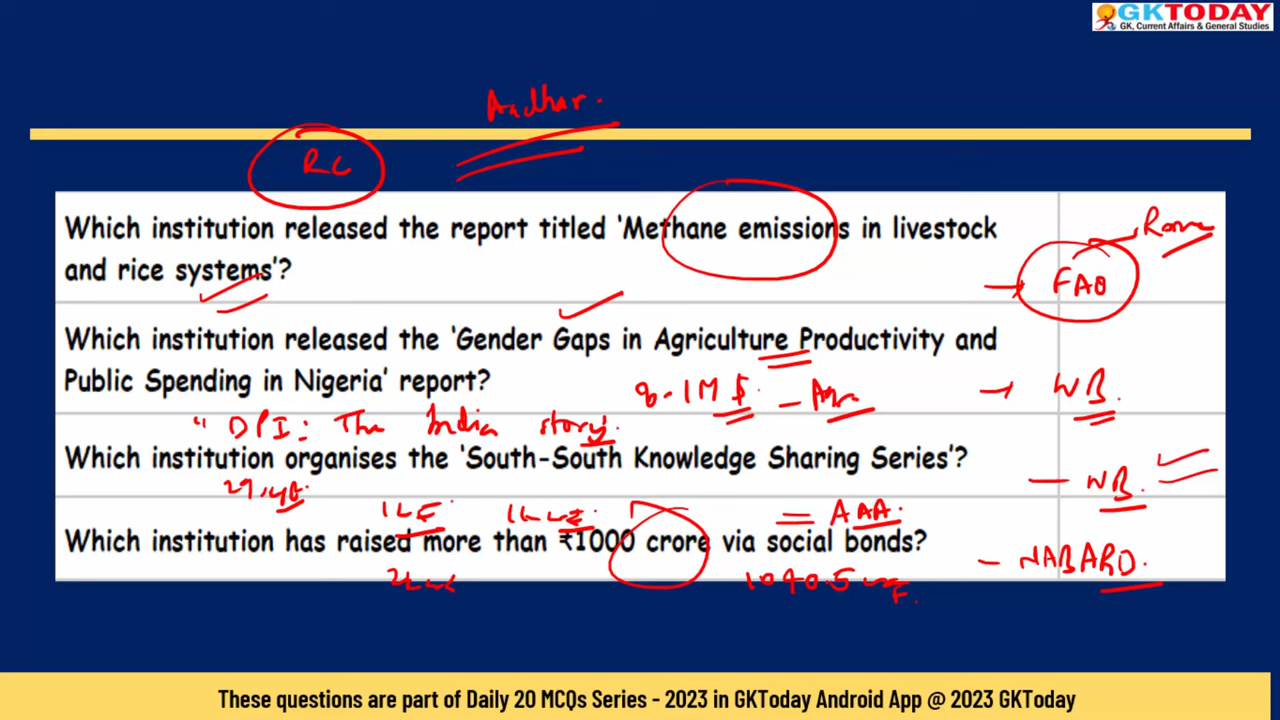 GKTODAY
GK, Current Affairs & General Studies
Aadhar.
RC
Which institution released the report titled ‘Methane emissions in livestock
and rice systems’?
Rome
FAO
Which institution released the ‘Gender Gaps in Agriculture Productivity and
Public Spending in Nigeria’ report?
WB.
"DPI: The India story.
Which institution organises the ‘South-South Knowledge Sharing Series’?
WB.
= AAA.
Which institution has raised more than ₹1000 crore via social bonds?
- NABARD.
1040.5
These questions are part of Daily 20 MCQs Series - 2023 in GKToday Android App @ 2023 GKToday